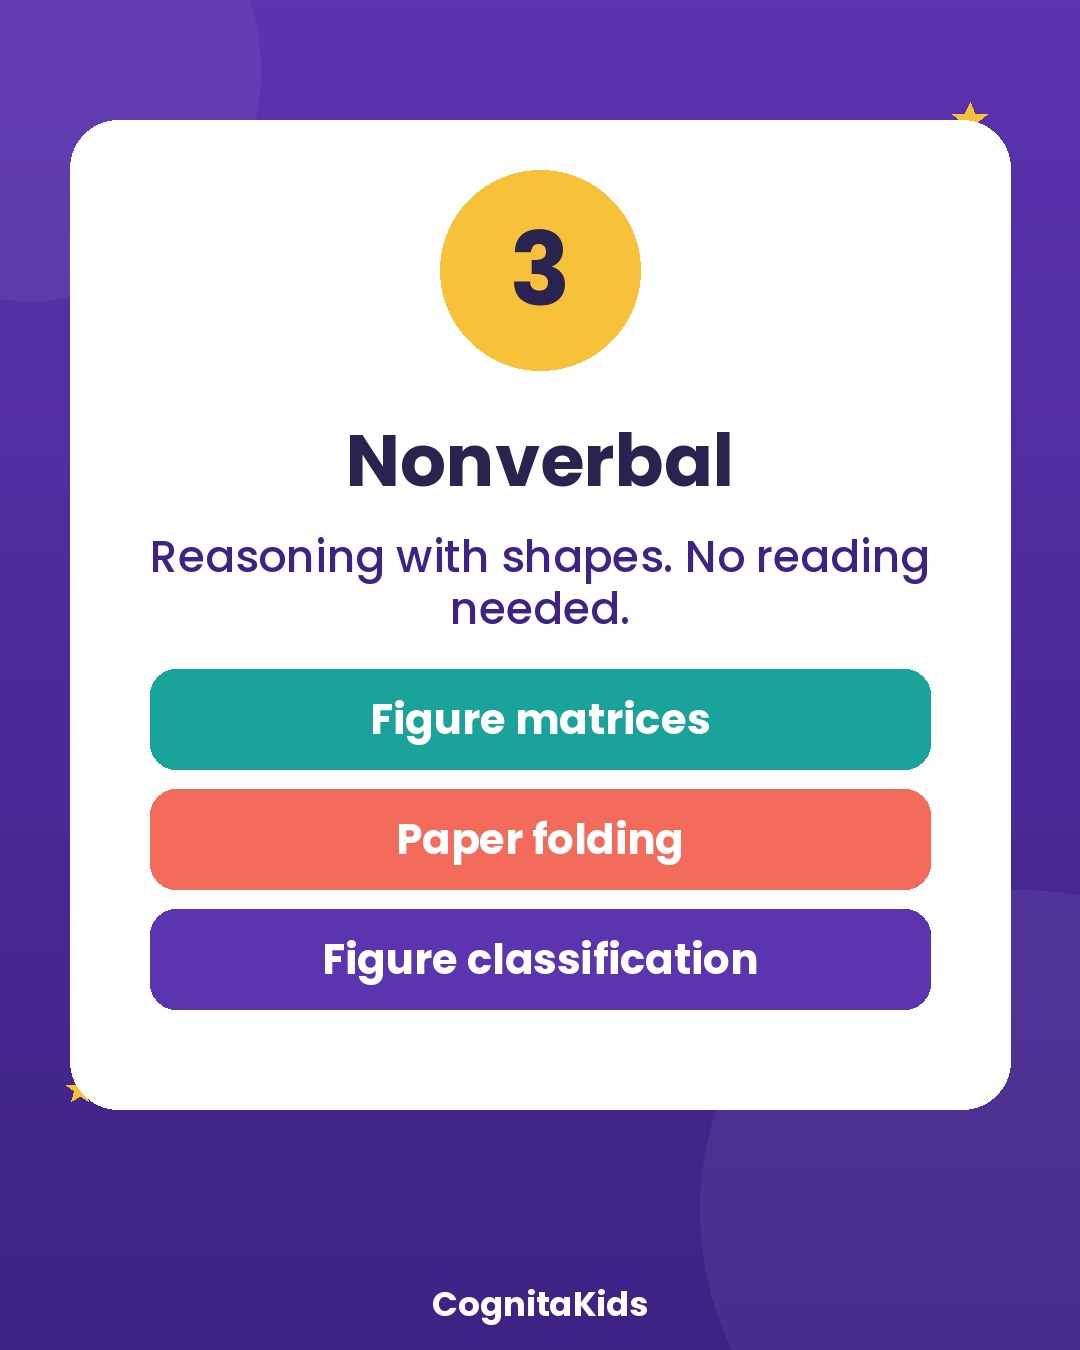 3
Nonverbal
Reasoning with shapes. No reading
needed.
Figure matrices
Paper folding
Figure classification
CognitaKids